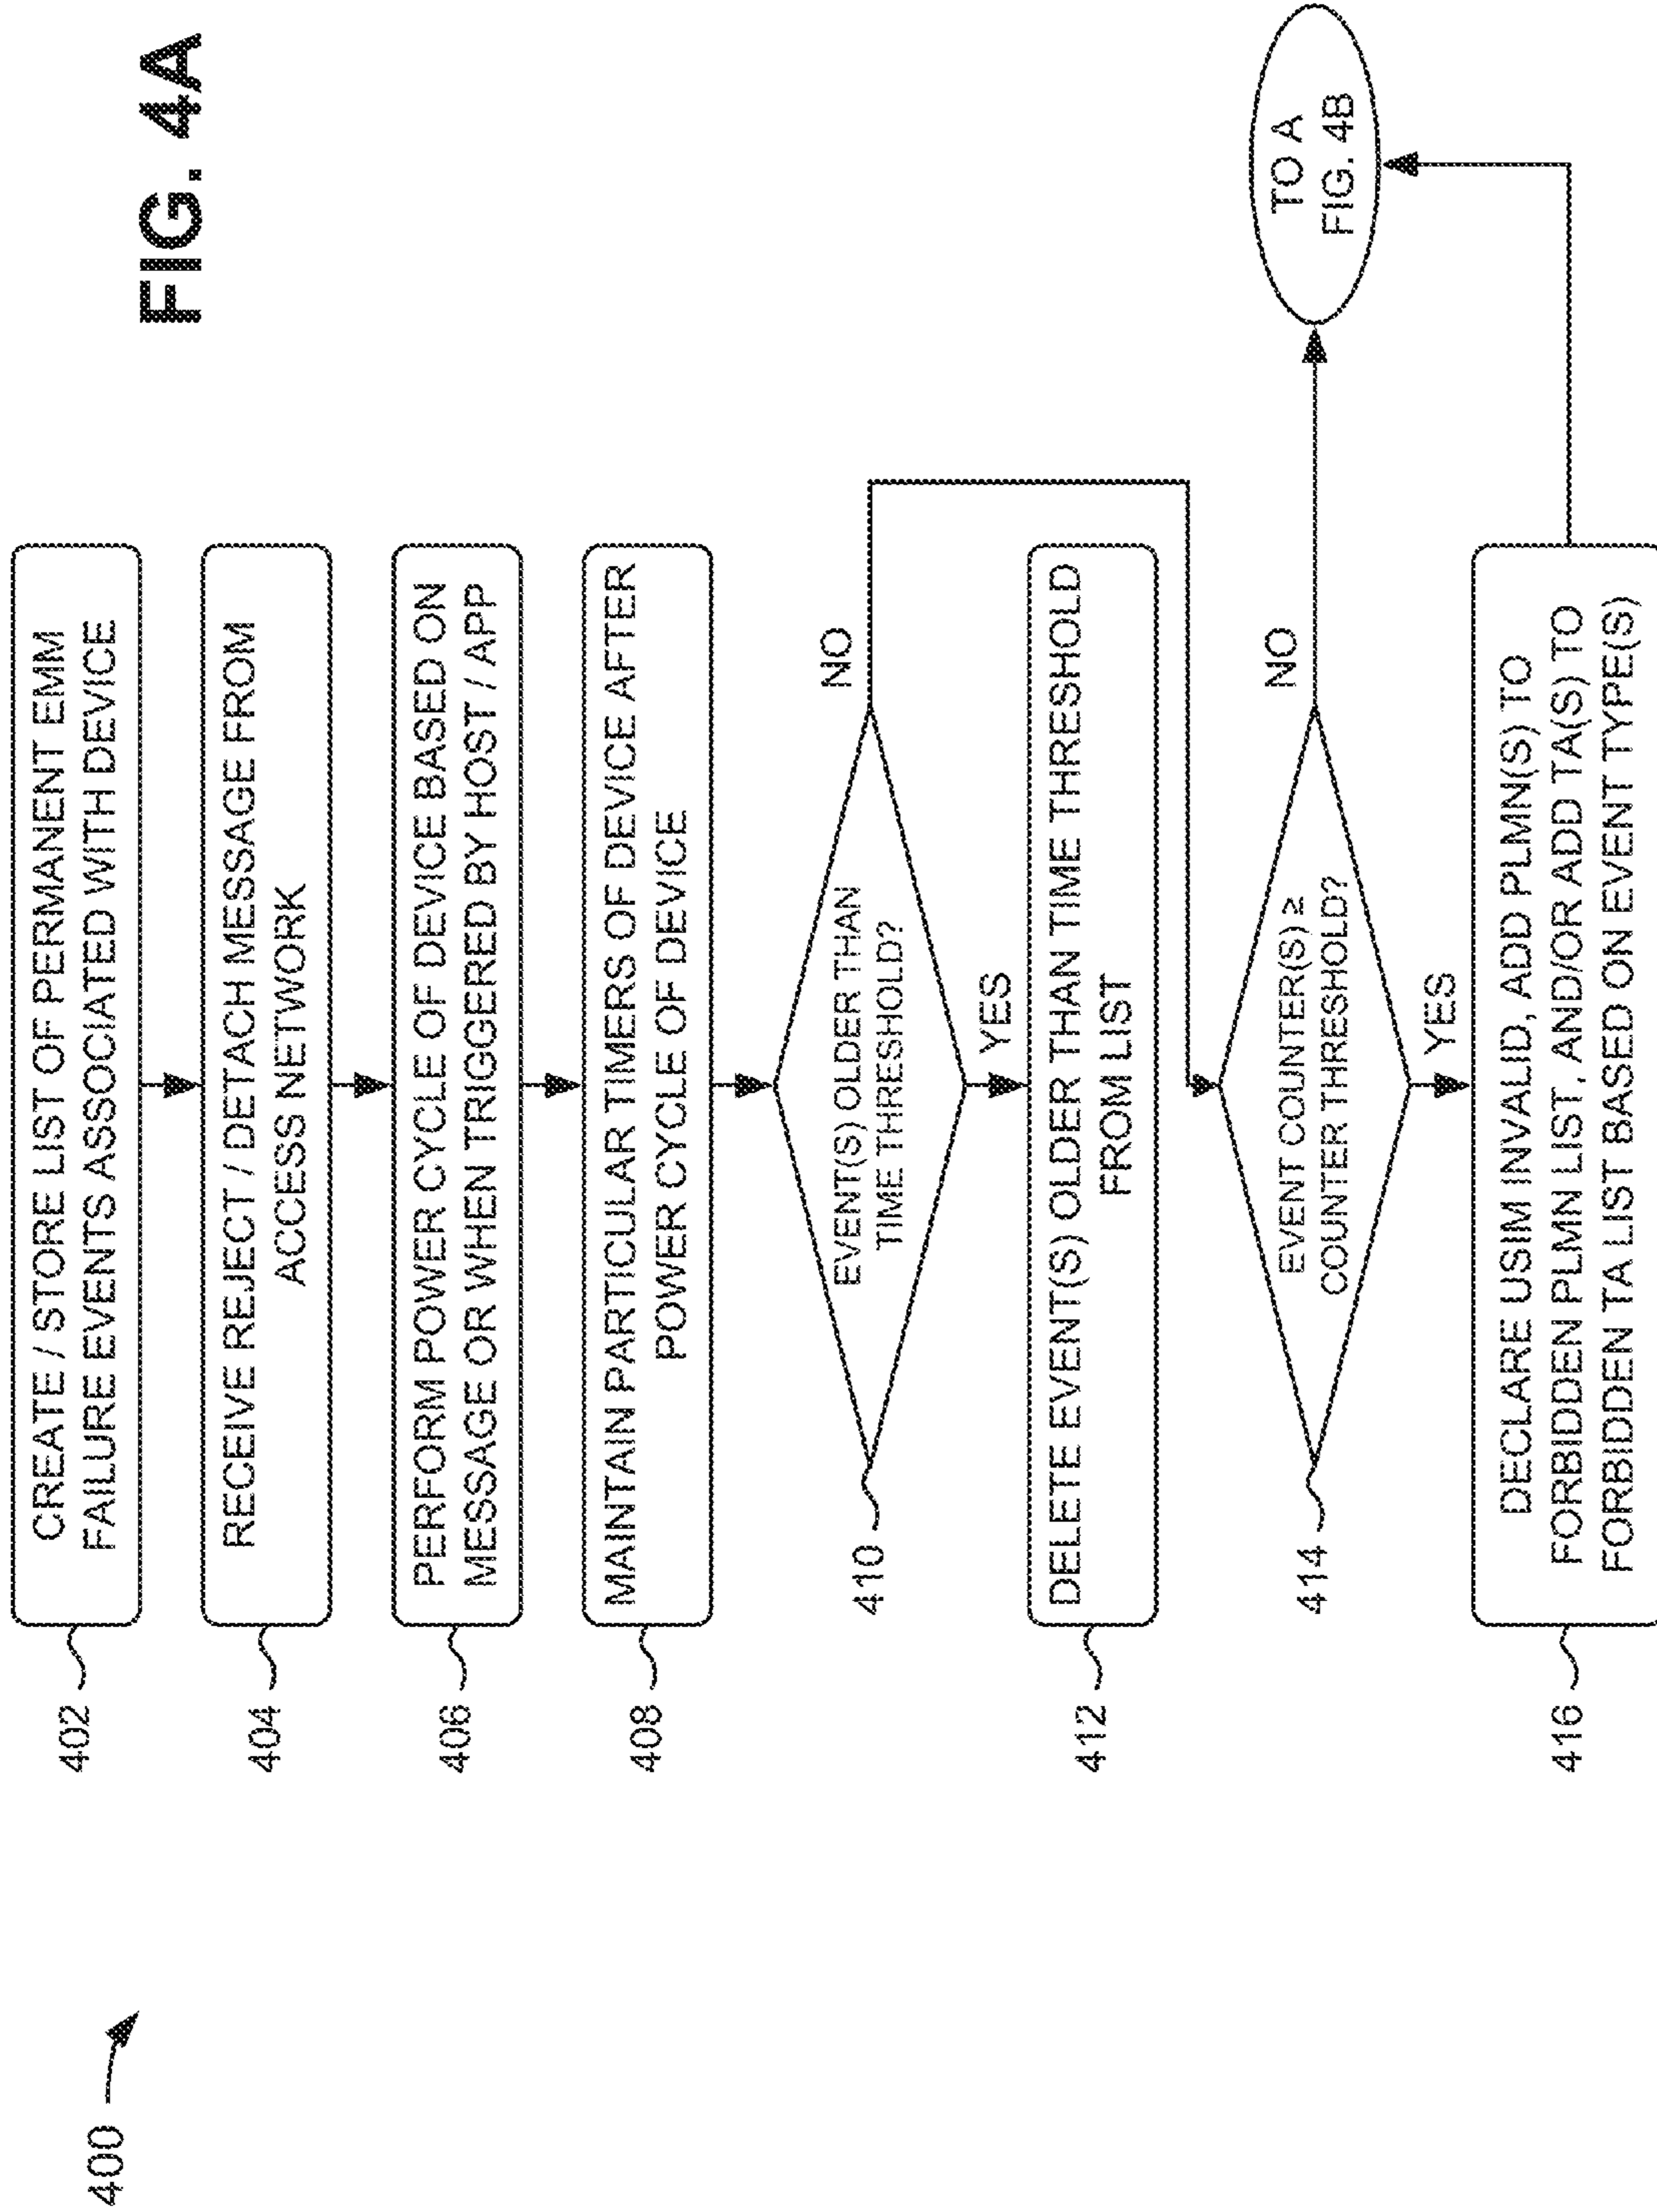 FIG. 4A
400
402
CREATE / STORE LIST OF PERMANENT EMM
FAILURE EVENTS ASSOCIATED WITH DEVICE
404
RECEIVE REJECT / DETACH MESSAGE FROM
ACCESS NETWORK
406
PERFORM POWER CYCLE OF DEVICE BASED ON
MESSAGE OR WHEN TRIGGERED BY HOST / APP
408
MAINTAIN PARTICULAR TIMERS OF DEVICE AFTER
POWER CYCLE OF DEVICE
410
EVENT(S) OLDER THAN
TIME THRESHOLD?
NO
YES
412
DELETE EVENT(S) OLDER THAN TIME THRESHOLD
FROM LIST
414
EVENT COUNTER(S) ≥
COUNTER THRESHOLD?
NO
TO A
FIG. 4B
YES
416
DECLARE USIM INVALID, ADD PLMN(S) TO
FORBIDDEN PLMN LIST, AND/OR ADD TA(S) TO
FORBIDDEN TA LIST BASED ON EVENT TYPE(S)